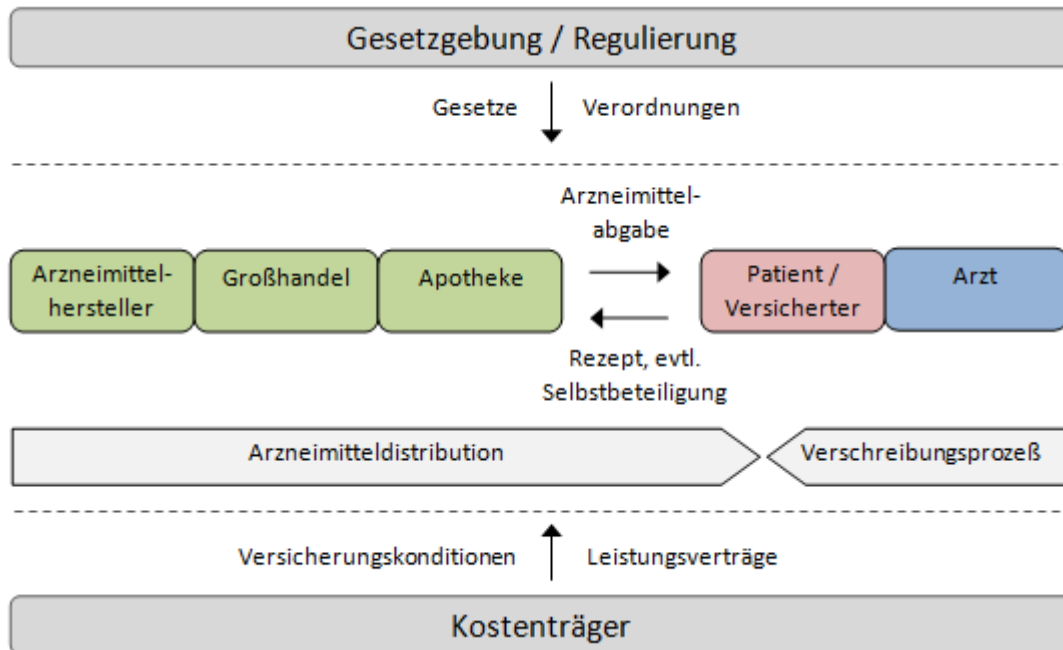 Gesetzgebung / Regulierung
Gesetze
Verordnungen
Arzneimittel-
abgabe
Arzneimittel-
hersteller
Großhandel
Apotheke
Patient /
Versicherter
Arzt
Rezept, evtl.
Selbstbeteiligung
Arzneimitteldistribution
Verschreibungsprozeß
Versicherungskonditionen
Leistungsverträge
Kostenträger